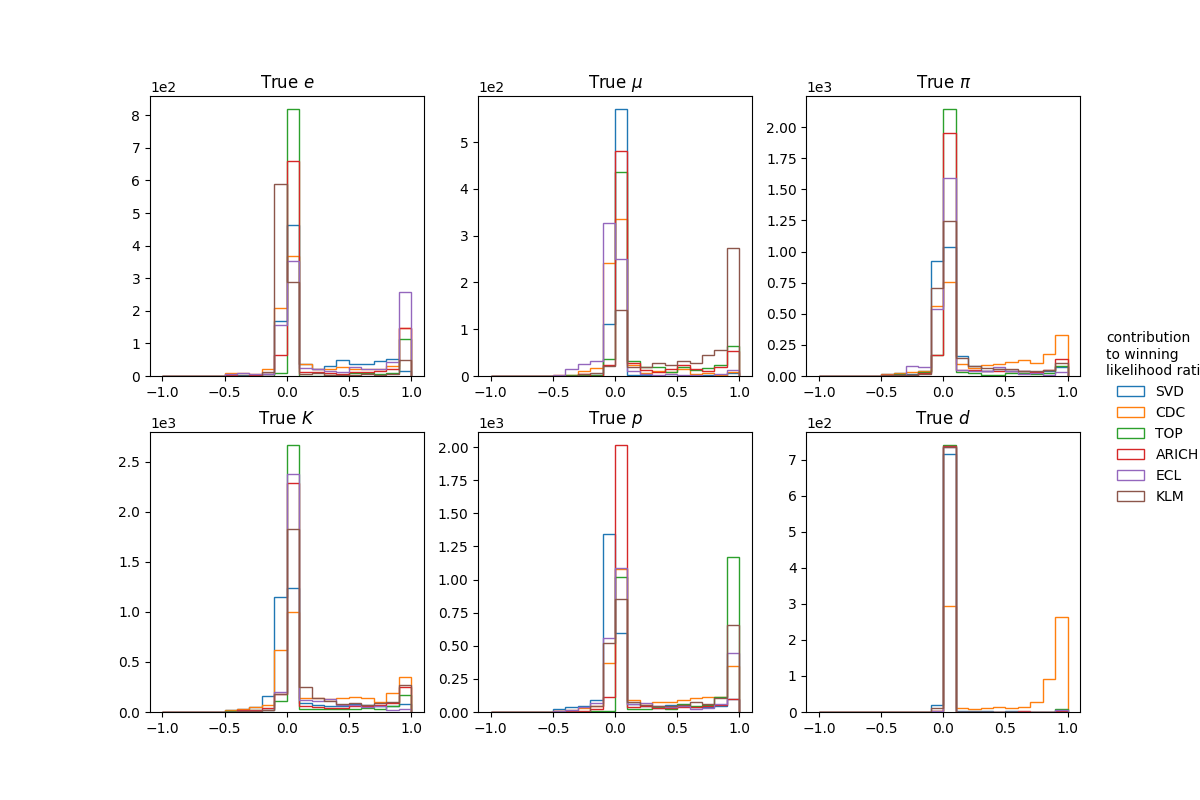 True e
True μ
True π
1e2
1e2
1e3
8
7
6
5
4
3
2
1
0
5
4
3
2
1
0
2.00
1.75
1.50
1.25
1.00
0.75
0.50
0.25
0.00
−1.0 −0.5 0.0 0.5 1.0
−1.0 −0.5 0.0 0.5 1.0
−1.0 −0.5 0.0 0.5 1.0
True K
True p
True d
1e3
1e3
1e2
2.5
2.0
1.5
1.0
0.5
0.0
2.00
1.75
1.50
1.25
1.00
0.75
0.50
0.25
0.00
7
6
5
4
3
2
1
0
−1.0 −0.5 0.0 0.5 1.0
−1.0 −0.5 0.0 0.5 1.0
−1.0 −0.5 0.0 0.5 1.0
contribution
to winning
likelihood rati
SVD
CDC
TOP
ARICH
ECL
KLM